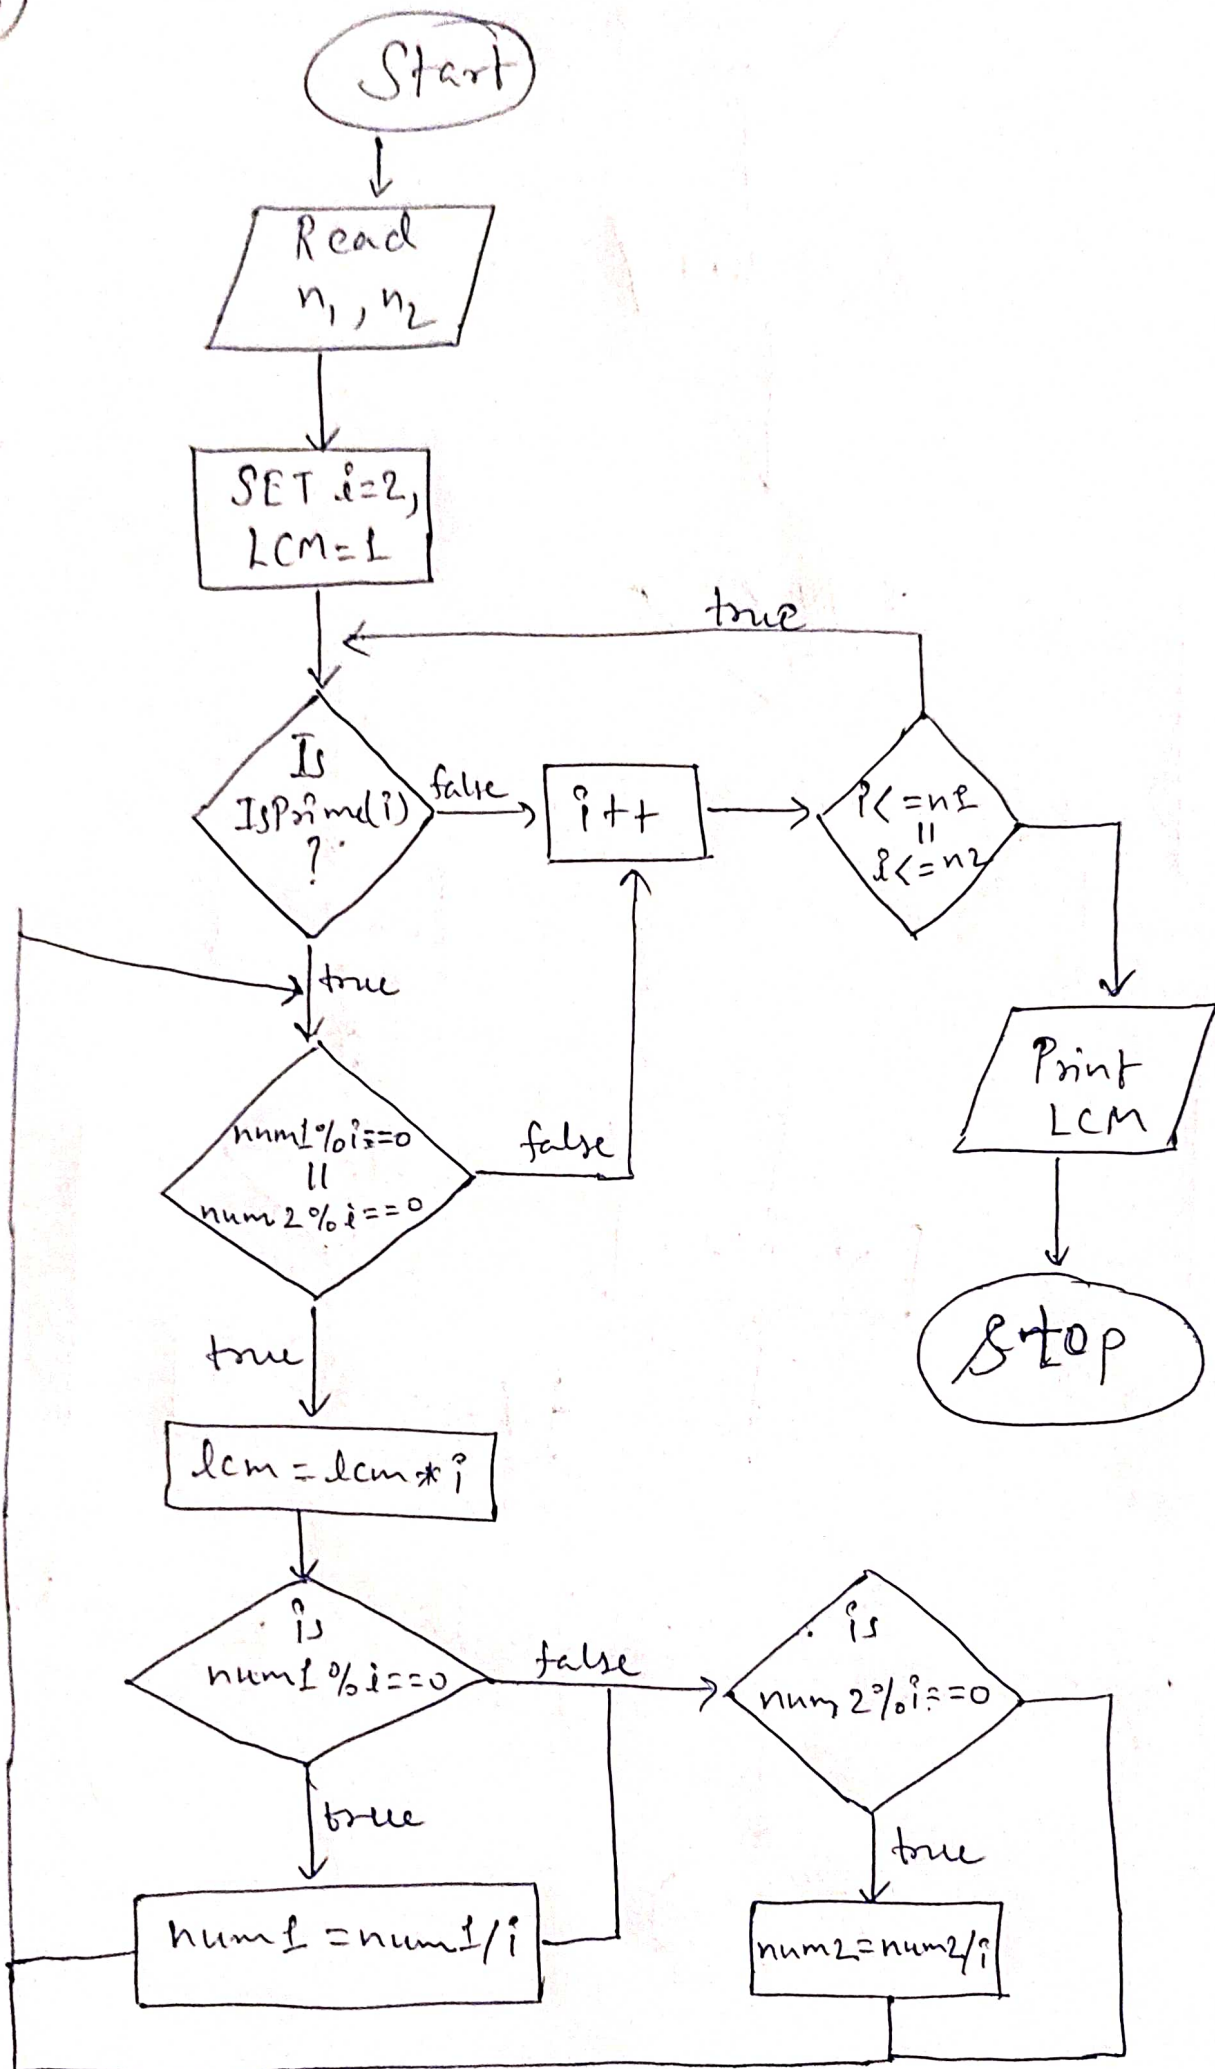 Start
Read
n1, n2
SET i=2,
LCM=1
true
Is
IsPrime(i)
?
false
i++
i<=n1
||
i<=n2
true
num1%i==0
||
num2%i==0
false
Print
LCM
Stop
true
lcm=lcm*i
is
num1%i==0
false
is
num2%i==0
true
num1=num1/i
true
num2=num2/i